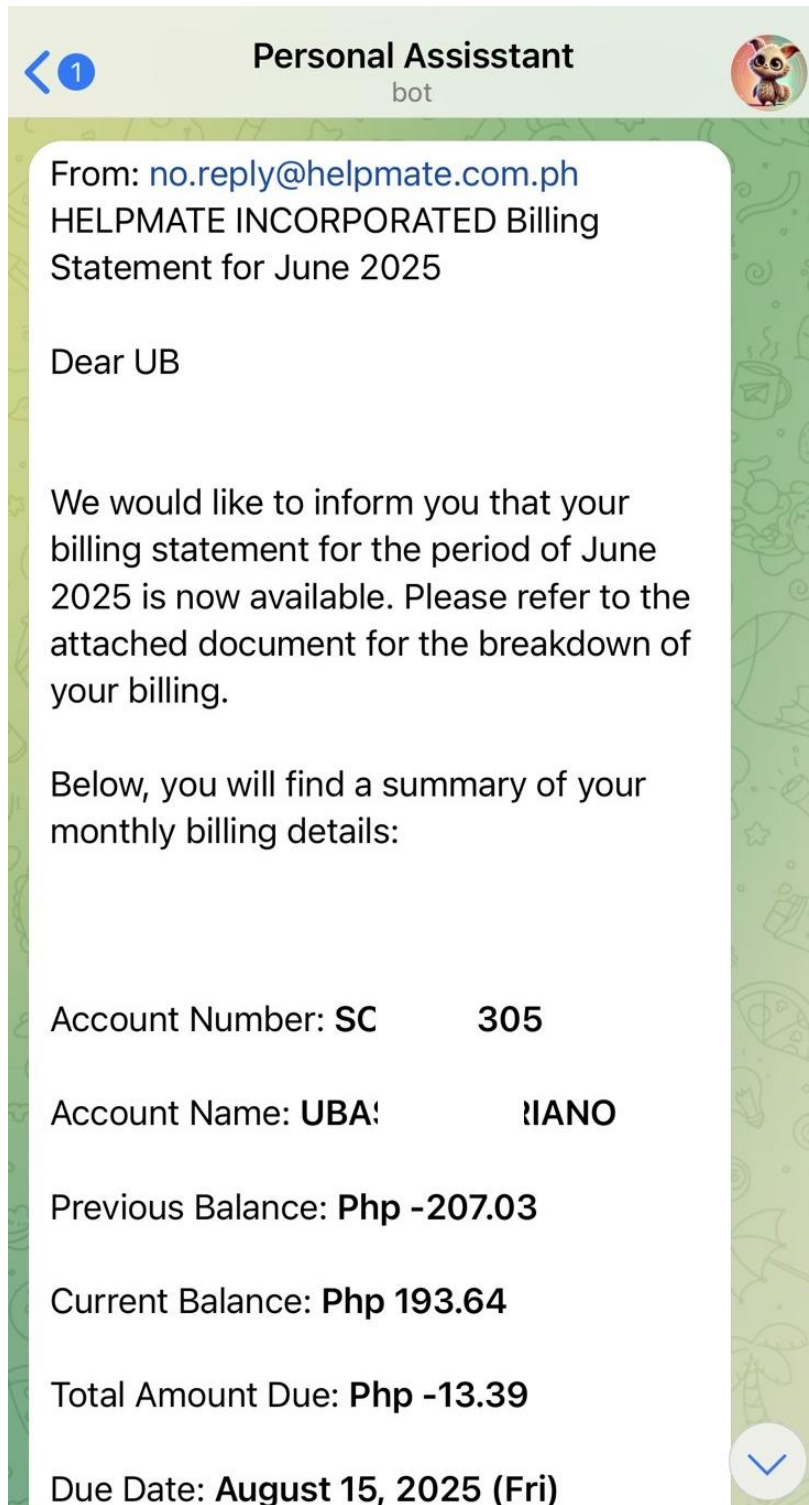 1
Personal Assisstant
bot
From: no.reply@helpmate.com.ph
HELPMATE INCORPORATED Billing
Statement for June 2025
Dear UB
We would like to inform you that your
billing statement for the period of June
2025 is now available. Please refer to the
attached document for the breakdown of
your billing.
Below, you will find a summary of your
monthly billing details:
Account Number: SC 305
Account Name: UBAS RIANO
Previous Balance: Php -207.03
Current Balance: Php 193.64
Total Amount Due: Php -13.39
Due Date: August 15, 2025 (Fri)